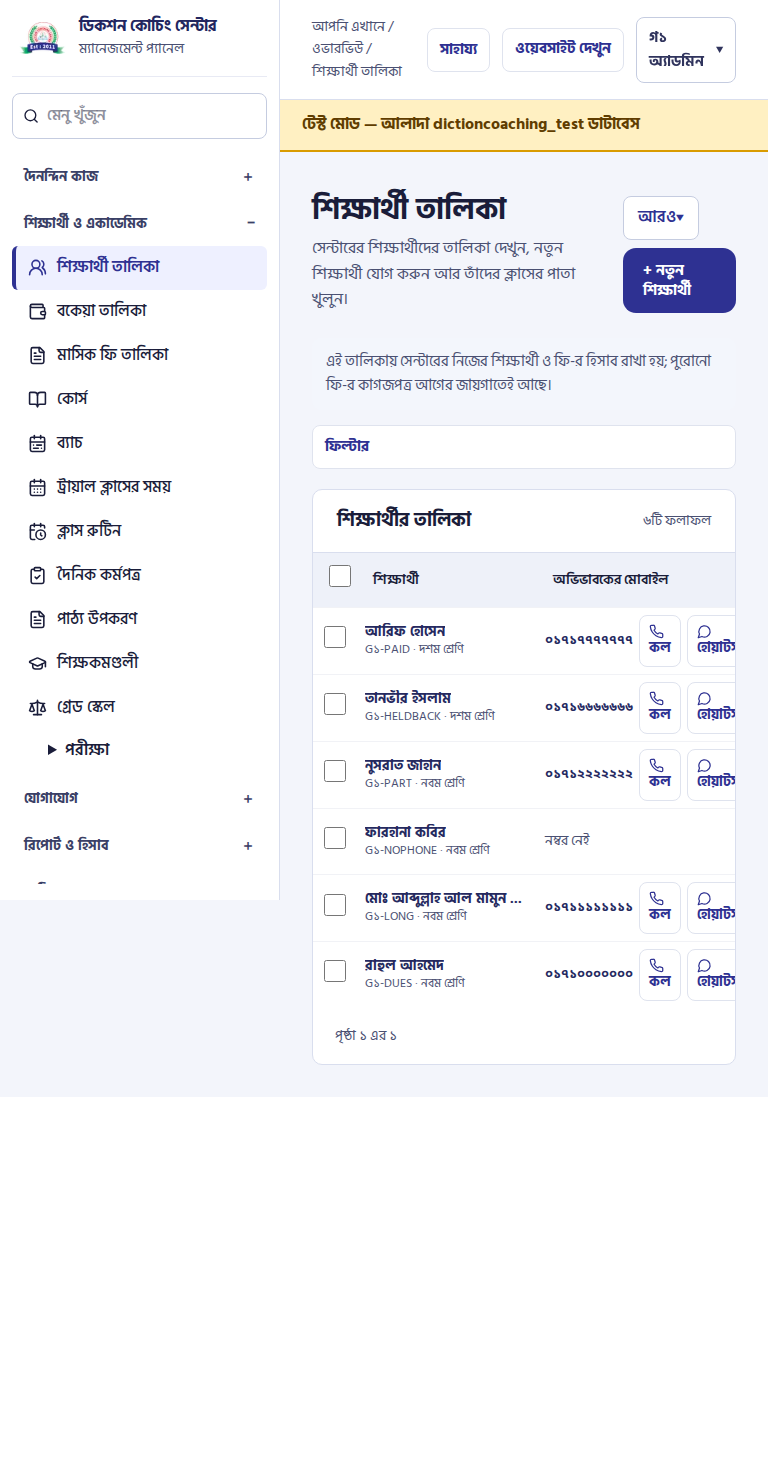 ডিকশন কোচিং সেন্টার
ম্যানেজমেন্ট প্যানেল
মেনু খুঁজুন
দৈনন্দিন কাজ +
শিক্ষার্থী ও একাডেমিক −
শিক্ষার্থী তালিকা
বকেয়া তালিকা
মাসিক ফি তালিকা
কোর্স
ব্যাচ
ট্রায়াল ক্লাসের সময়
ক্লাস রুটিন
দৈনিক কর্মপত্র
পাঠ্য উপকরণ
শিক্ষকমণ্ডলী
গ্রেড স্কেল
পরীক্ষা
যোগাযোগ +
রিপোর্ট ও হিসাব +
আপনি এখানে /
ওভারভিউ /
শিক্ষার্থী তালিকা
সাহায্য
ওয়েবসাইট দেখুন
গ১
অ্যাডমিন ▾
টেস্ট মোড — আলাদা dictioncoaching_test ডাটাবেস
শিক্ষার্থী তালিকা
সেন্টারের শিক্ষার্থীদের তালিকা দেখুন, নতুন
শিক্ষার্থী যোগ করুন আর তাঁদের ক্লাসের পাতা
খুলুন।
আরও▾
+ নতুন
শিক্ষার্থী
এই তালিকায় সেন্টারের নিজের শিক্ষার্থী ও ফি-র হিসাব রাখা হয়; পুরোনো
ফি-র কাগজপত্র আগের জায়গাতেই আছে।
ফিল্টার
শিক্ষার্থীর তালিকা
৬টি ফলাফল
শিক্ষার্থী অভিভাবকের মোবাইল
আরিফ হোসেন
G১-PAID · দশম শ্রেণি
০১৭১৭৭৭৭৭৭৭ কল
তানভীর ইসলাম
G১-HELDBACK · দশম শ্রেণি
০১৭১৬৬৬৬৬৬৬ কল
নুসরাত জাহান
G১-PART · নবম শ্রেণি
০১৭১২২২২২২২ কল
ফারহানা কবির
G১-NOPHONE · নবম শ্রেণি
নম্বর নেই
মোঃ আব্দুল্লাহ আল মামুন ...
G১-LONG · নবম শ্রেণি
০১৭১১১১১১১১ কল
রাহুল আহমেদ
G১-DUES · নবম শ্রেণি
০১৭১০০০০০০০ কল
পৃষ্ঠা ১ এর ১